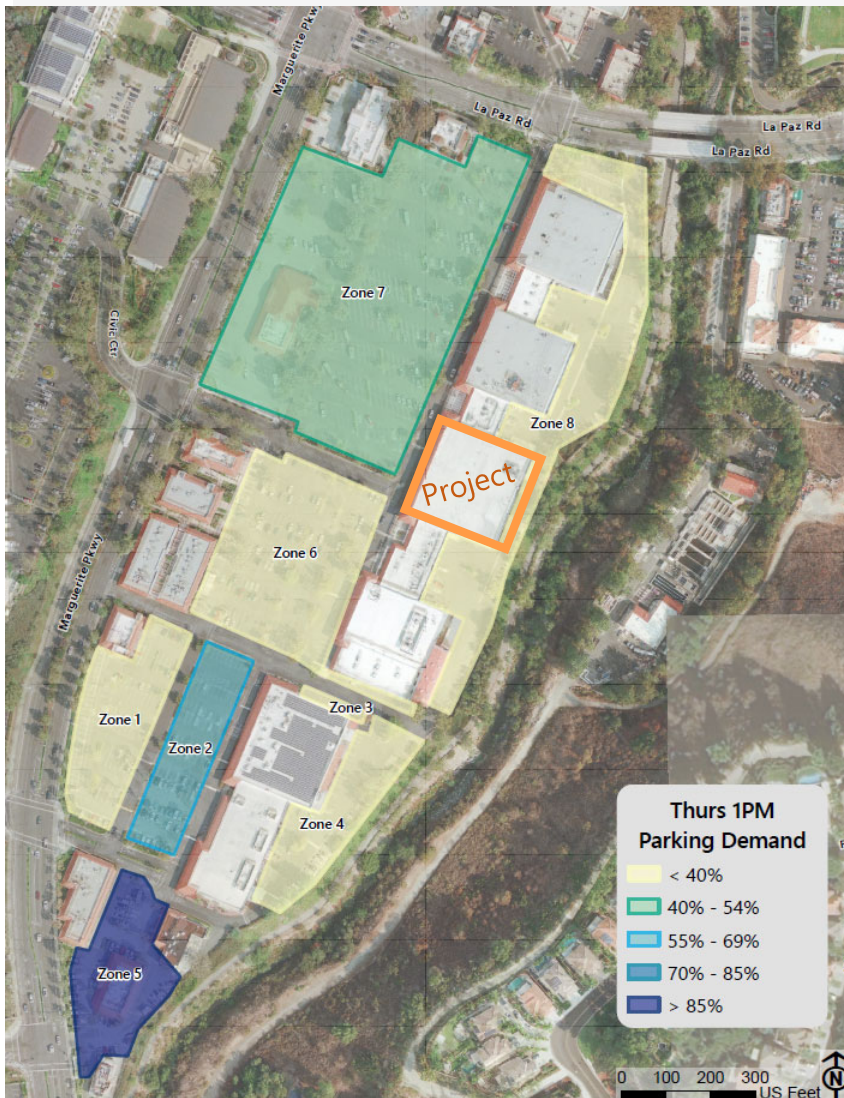 Marguerite Pkwy
La Paz Rd
La Paz Rd
La Paz Rd
Zone 7
Civic Ctr
Zone 8
Project
Zone 6
Marguerite Pkwy
Zone 1
Zone 3
Zone 2
Zone 4
Zone 5
Thurs 1PM
Parking Demand
< 40%
40% - 54%
55% - 69%
70% - 85%
> 85%
0 100 200 300
US Feet
N